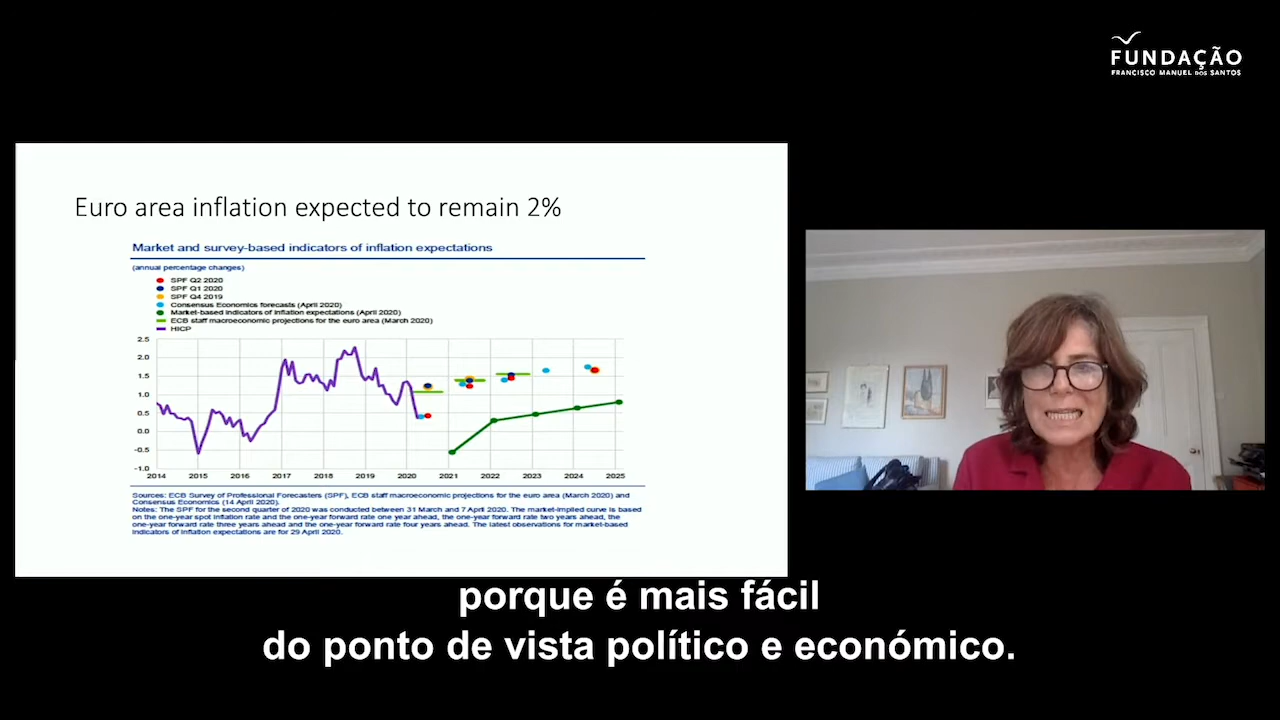 FUNDAÇÃO
FRANCISCO MANUEL DOS SANTOS
Euro area inflation expected to remain 2%
Market and survey-based indicators of inflation expectations
(annual percentage changes)
SPF Q2 2020
SPF Q1 2020
SPF Q4 2019
Consensus Economics forecasts (April 2020)
Market-based indicators of inflation expectations (April 2020)
ECB staff macroeconomic projections for the euro area (March 2020)
HICP
2.5
2.0
1.5
1.0
0.5
0.0
-0.5
-1.0
2014 2015 2016 2017 2018 2019 2020 2021 2022 2023 2024 2025
Sources: ECB Survey of Professional Forecasters (SPF), ECB staff macroeconomic projections for the euro area (March 2020) and
Consensus Economics (14 April 2020).
Notes: The SPF for the second quarter of 2020 was conducted between 31 March and 7 April 2020. The market-implied curve is based
on the one-year spot inflation rate and the one-year forward rate one year ahead, the one-year forward rate two years ahead, the
one-year forward rate three years ahead and the one-year forward rate four years ahead. The latest observations for market-based
indicators of inflation expectations are for 29 April 2020.
porque é mais fácil
do ponto de vista político e económico.